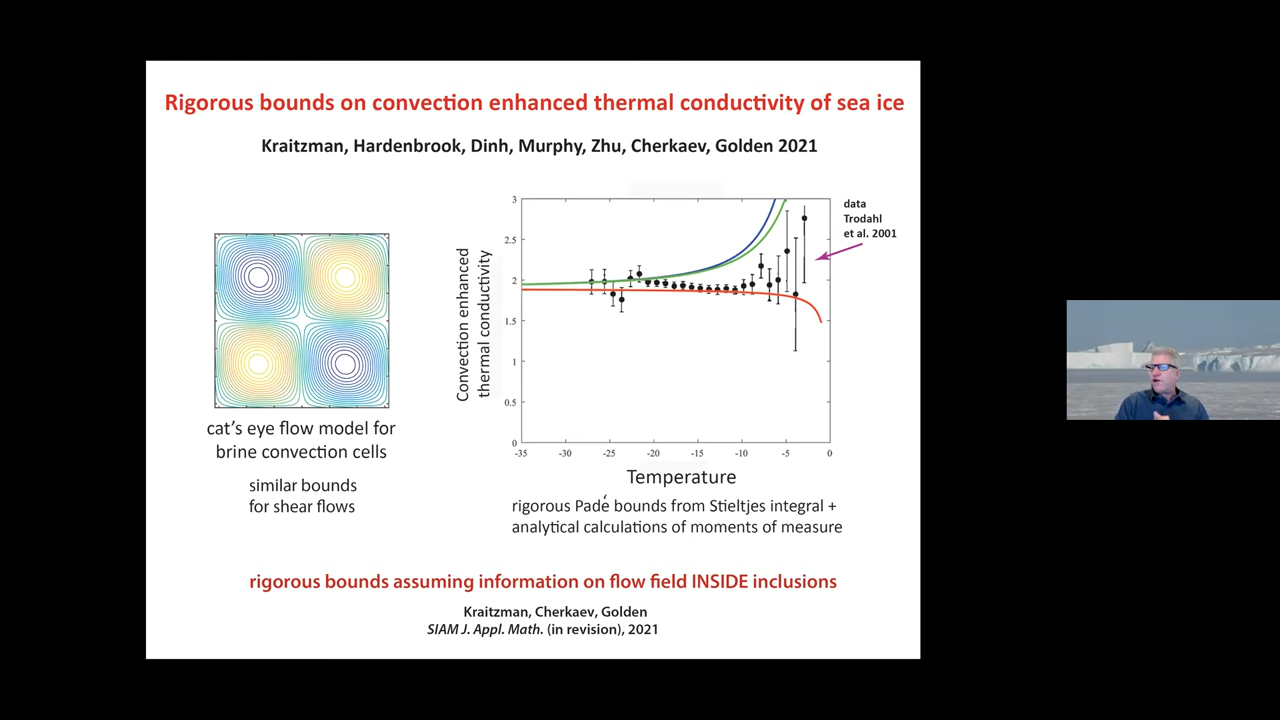 Rigorous bounds on convection enhanced thermal conductivity of sea ice
Kraitzman, Hardenbrook, Dinh, Murphy, Zhu, Cherkaev, Golden 2021
cat's eye flow model for
brine convection cells
similar bounds
for shear flows
Convection enhanced
thermal conductivity
3
2.5
2
1.5
1
0.5
0
-35 -30 -25 -20 -15 -10 -5 0
Temperature
data
Trodahl
et al. 2001
rigorous Padé bounds from Stieltjes integral +
analytical calculations of moments of measure
rigorous bounds assuming information on flow field INSIDE inclusions
Kraitzman, Cherkaev, Golden
SIAM J. Appl. Math. (in revision), 2021